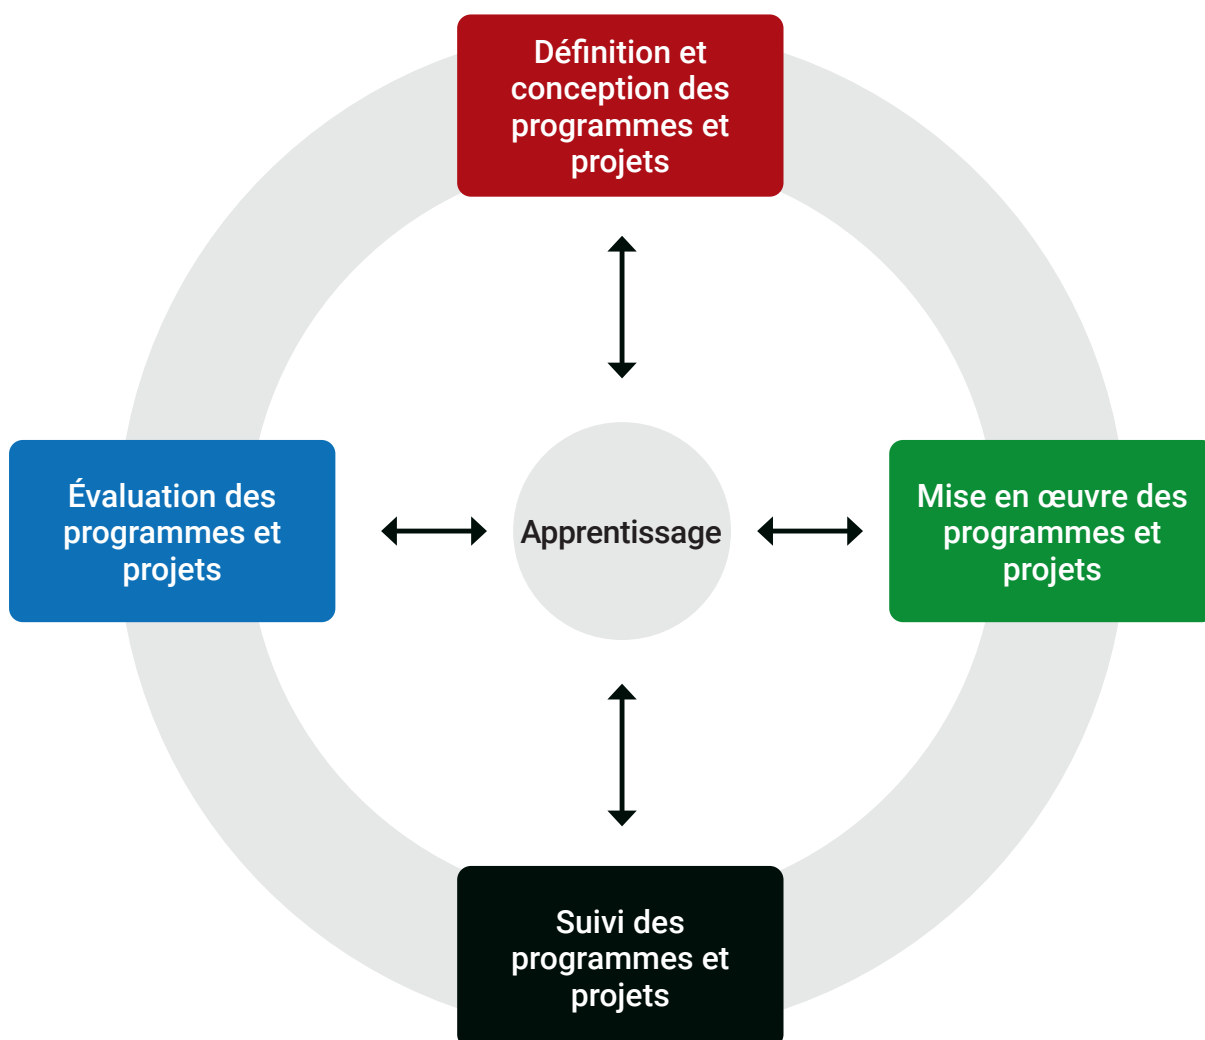 Définition et
conception des
programmes et
projets
Évaluation des
programmes et
projets
Apprentissage
Mise en œuvre des
programmes et
projets
Suivi des
programmes et
projets